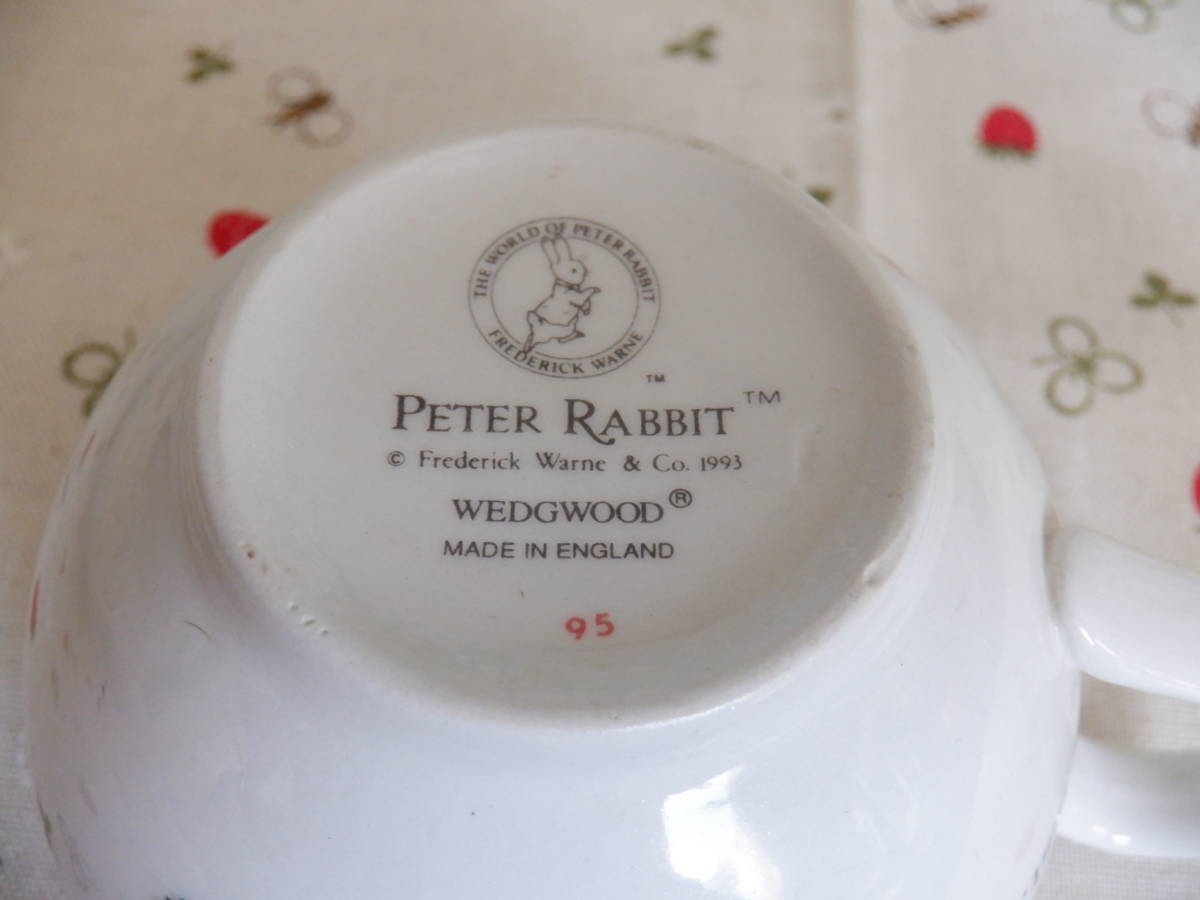 THE WORLD OF PETER RABBIT
FREDERICK WARNE
™
PETER RABBIT™
© Frederick Warne & Co. 1993
WEDGWOOD®
MADE IN ENGLAND
95